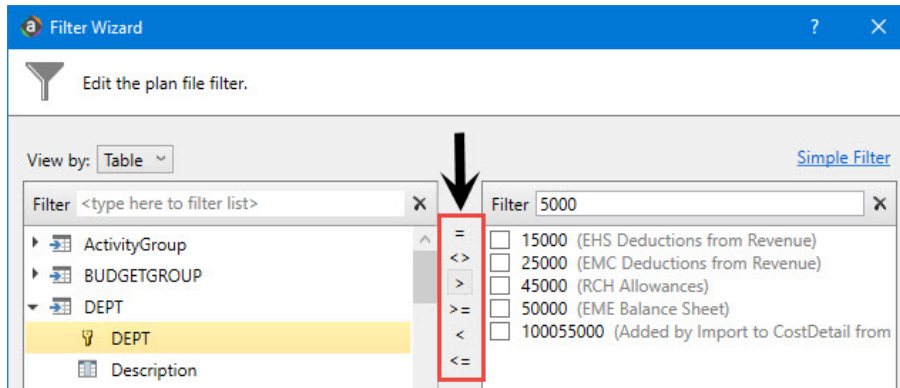 Filter Wizard ? ×
Edit the plan file filter.
View by: Table
Simple Filter
Filter <type here to filter list> ×
ActivityGroup
BUDGETGROUP
DEPT
DEPT
Description
=
<>
>
>=
<
<=
Filter 5000 ×
15000 (EHS Deductions from Revenue)
25000 (EMC Deductions from Revenue)
45000 (RCH Allowances)
50000 (EME Balance Sheet)
100055000 (Added by Import to CostDetail from